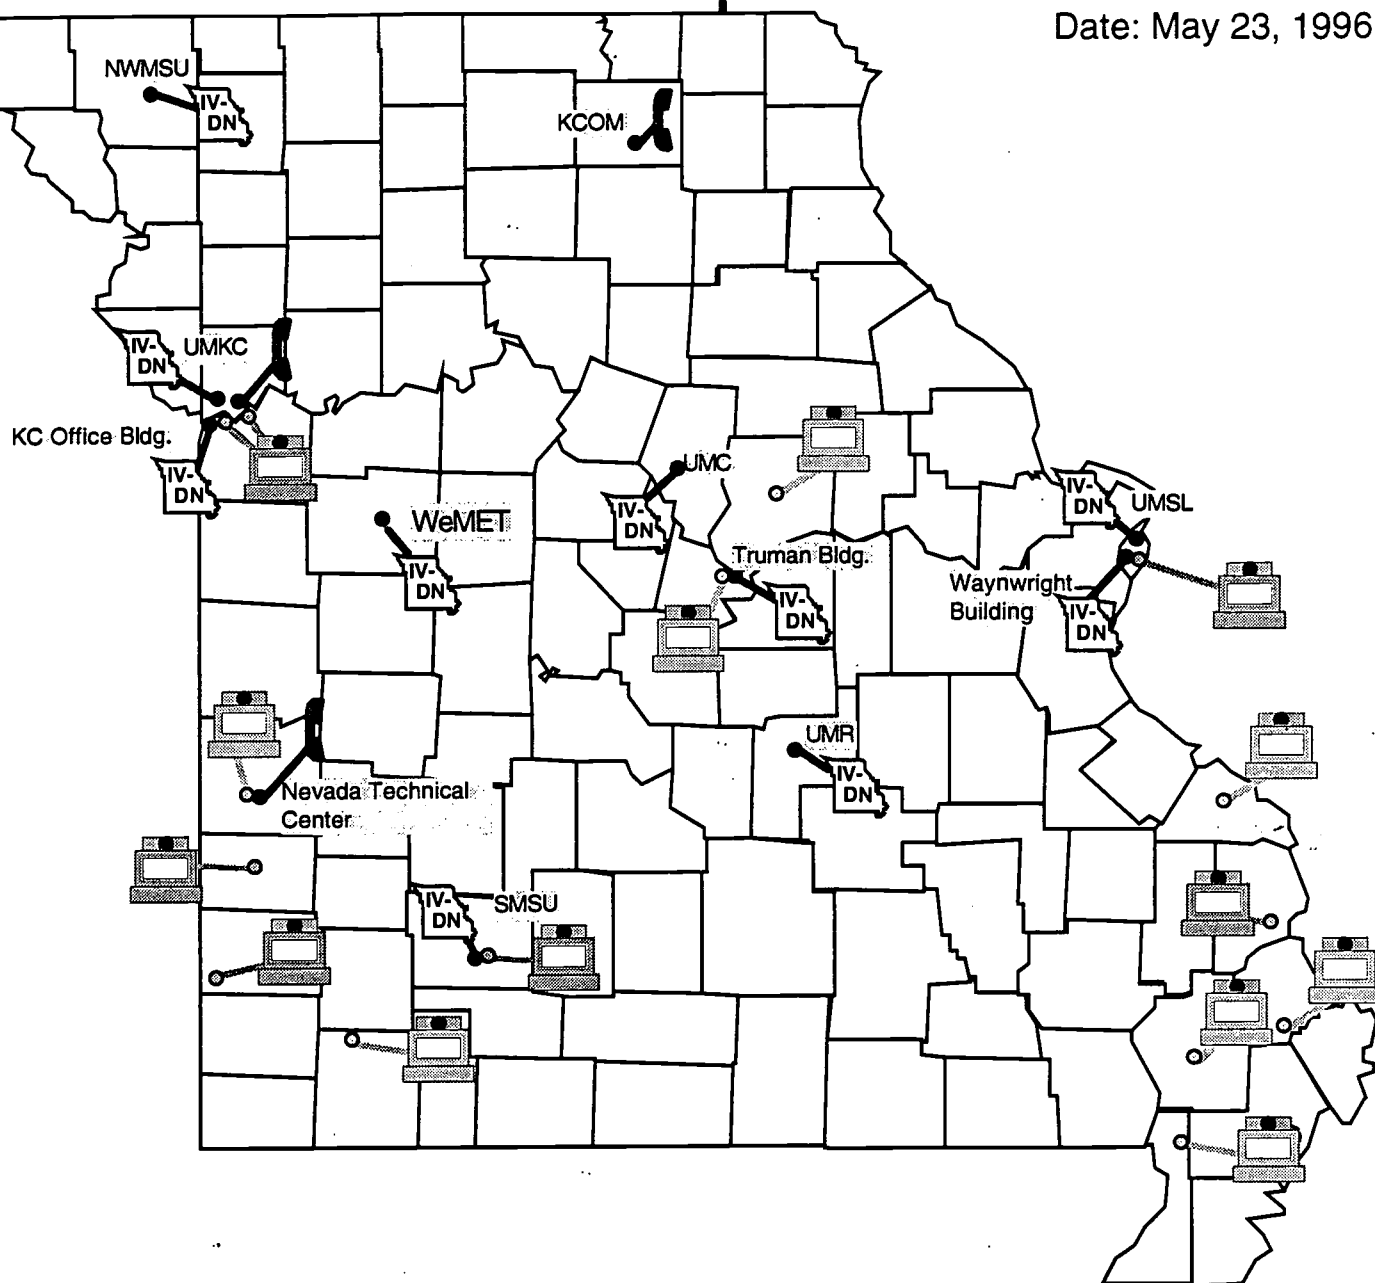 Date: May 23, 1996
NWMSU
IV-
DN
KCOM
IV-
DN
UMKC
KC Office Bldg.
IV-
DN
UMC
IV-
DN
WeMET
IV-
DN
IV-
DN
UMSL
Truman Bldg.
IV-
DN
Waynwright
Building
IV-
DN
UMR
IV-
DN
Nevada Technical
Center
IV-
DN
SMSU